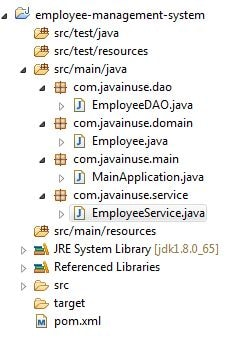 employee-management-system
src/test/java
src/test/resources
src/main/java
com.javainuse.dao
EmployeeDAO.java
com.javainuse.domain
Employee.java
com.javainuse.main
MainApplication.java
com.javainuse.service
EmployeeService.java
src/main/resources
JRE System Library [jdk1.8.0_65]
Referenced Libraries
src
target
pom.xml